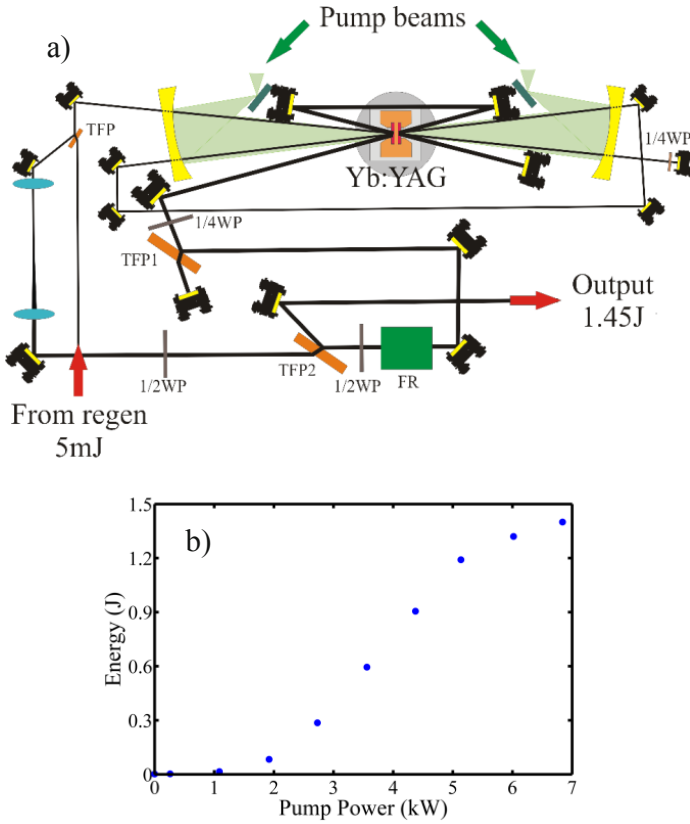 a)
Pump beams
TFP
Yb:YAG
1/4WP
1/4WP
TFP1
Output
1.45J
TFP2
1/2WP
1/2WP
FR
From regen
5mJ
b)
1.5
1.2
0.9
0.6
0.3
0
Energy (J)
0 1 2 3 4 5 6 7
Pump Power (kW)